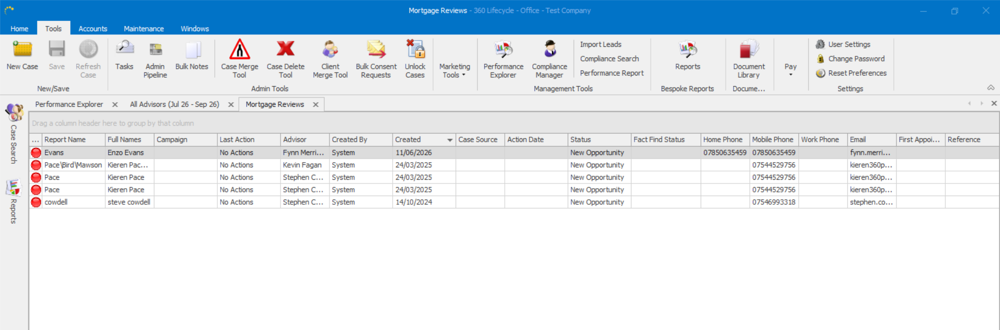 Mortgage Reviews - 360 Lifecycle - Office - Test Company
Home Tools Accounts Maintenance Windows
New Case Save Refresh Case Tasks Admin Pipeline Bulk Notes Case Merge Tool Case Delete Tool Client Merge Tool Bulk Consent Requests Unlock Cases Marketing Tools Performance Explorer Compliance Manager Reports Document Library Pay
Import Leads
Compliance Search
Performance Report
User Settings
Change Password
Reset Preferences
New/Save Admin Tools Management Tools Bespoke Reports Docume... Settings
Performance Explorer All Advisors (Jul 26 - Sep 26) Mortgage Reviews
Case Search
Reports
Drag a column header here to group by that column
... Report Name Full Names Campaign Last Action Advisor Created By Created Case Source Action Date Status Fact Find Status Home Phone Mobile Phone Work Phone Email First Appoi... Reference
Evans Enzo Evans No Actions Fynn Merri... System 11/06/2026 New Opportunity 07850635459 07850635459 fynn.merri...
Pace\Bird\Mawson Kieren Pac... No Actions Kevin Fagan System 24/03/2025 New Opportunity 07544529756 kieren360p...
Pace Kieren Pace No Actions Stephen C... System 24/03/2025 New Opportunity 07544529756 kieren360p...
Pace Kieren Pace No Actions Stephen C... System 24/03/2025 New Opportunity 07544529756 kieren360p...
cowdell steve cowdell No Actions Stephen C... System 14/10/2024 New Opportunity 07546993318 stephen.co...